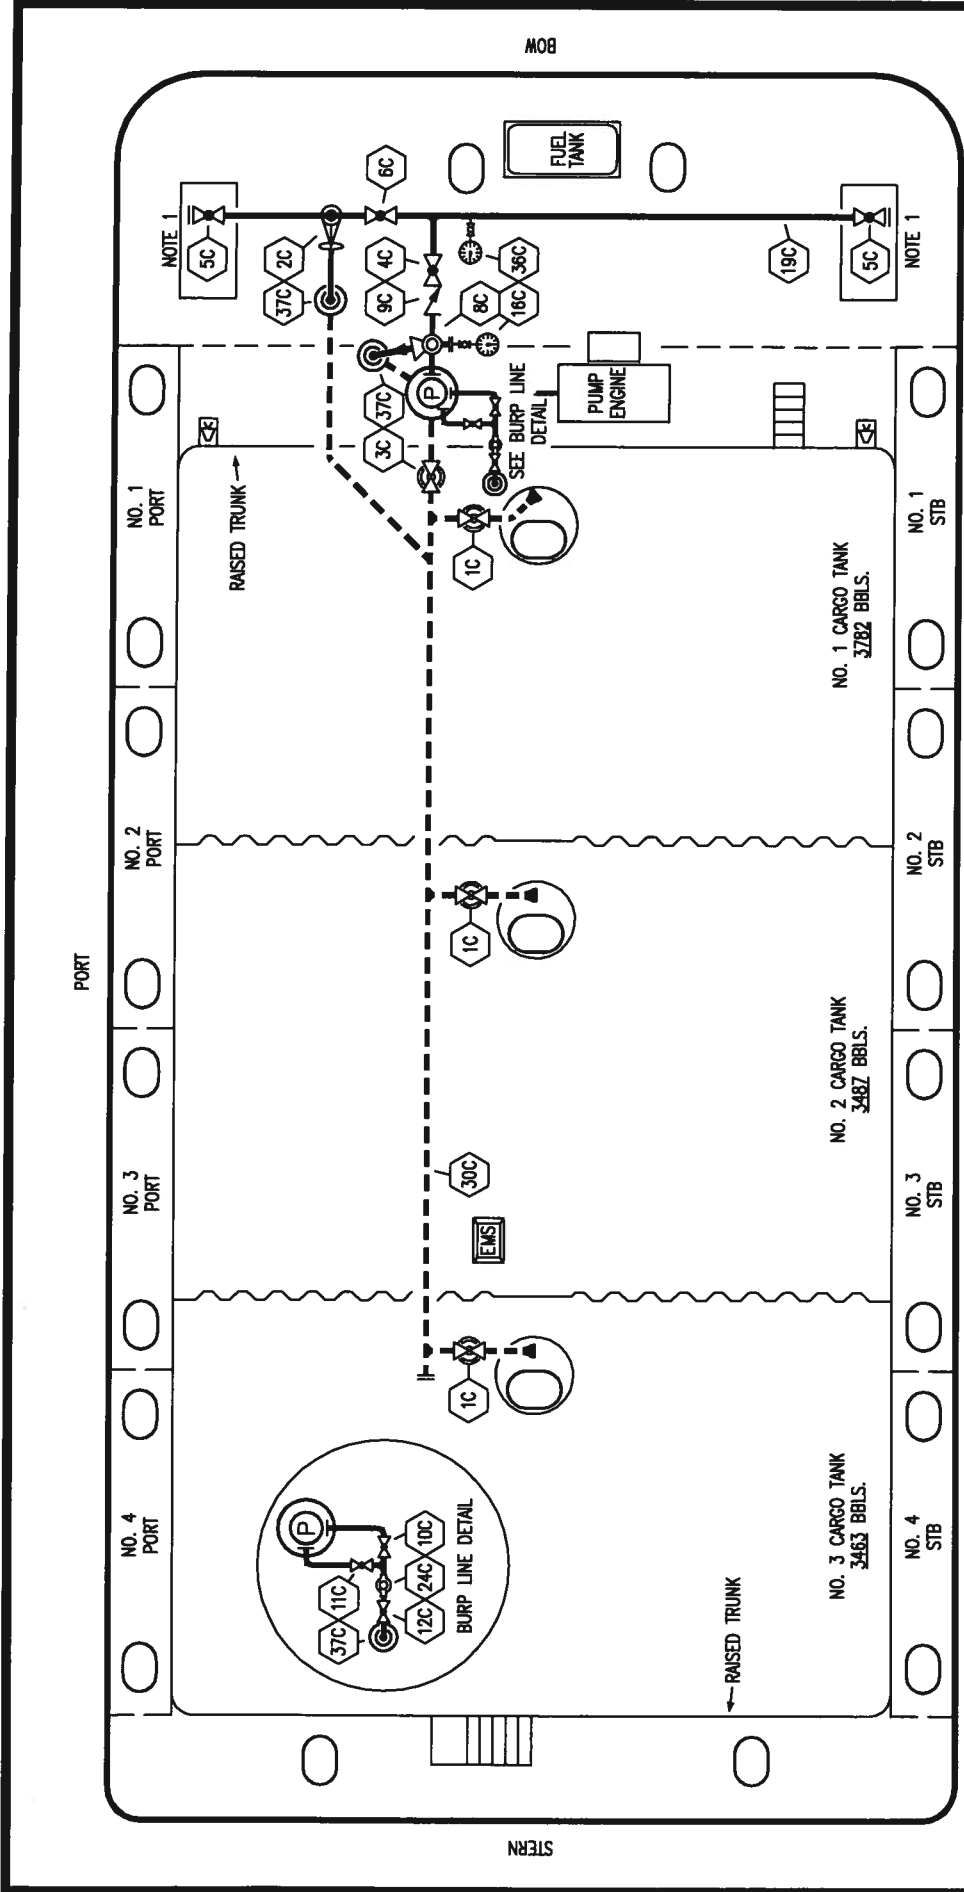 BOW
FUEL
TANK
NOTE 1
5C
2C
37C
6C
4C
9C
36C
8C
16C
19C
5C
NOTE 1
P
37C
3C
SEE BURP LINE
DETAIL
PUMP
ENGINE
NO. 1
PORT
RAISED TRUNK
1C
NO. 1 CARGO TANK
3782 BBLS.
NO. 1
STB
PORT
NO. 2
PORT
1C
NO. 2 CARGO TANK
3487 BBLS.
NO. 2
STB
NO. 3
PORT
30C
EMS
NO. 3
STB
1C
NO. 4
PORT
P
11C
37C
10C
24C
12C
BURP LINE DETAIL
RAISED TRUNK
NO. 3 CARGO TANK
3463 BBLS.
NO. 4
STB
STERN